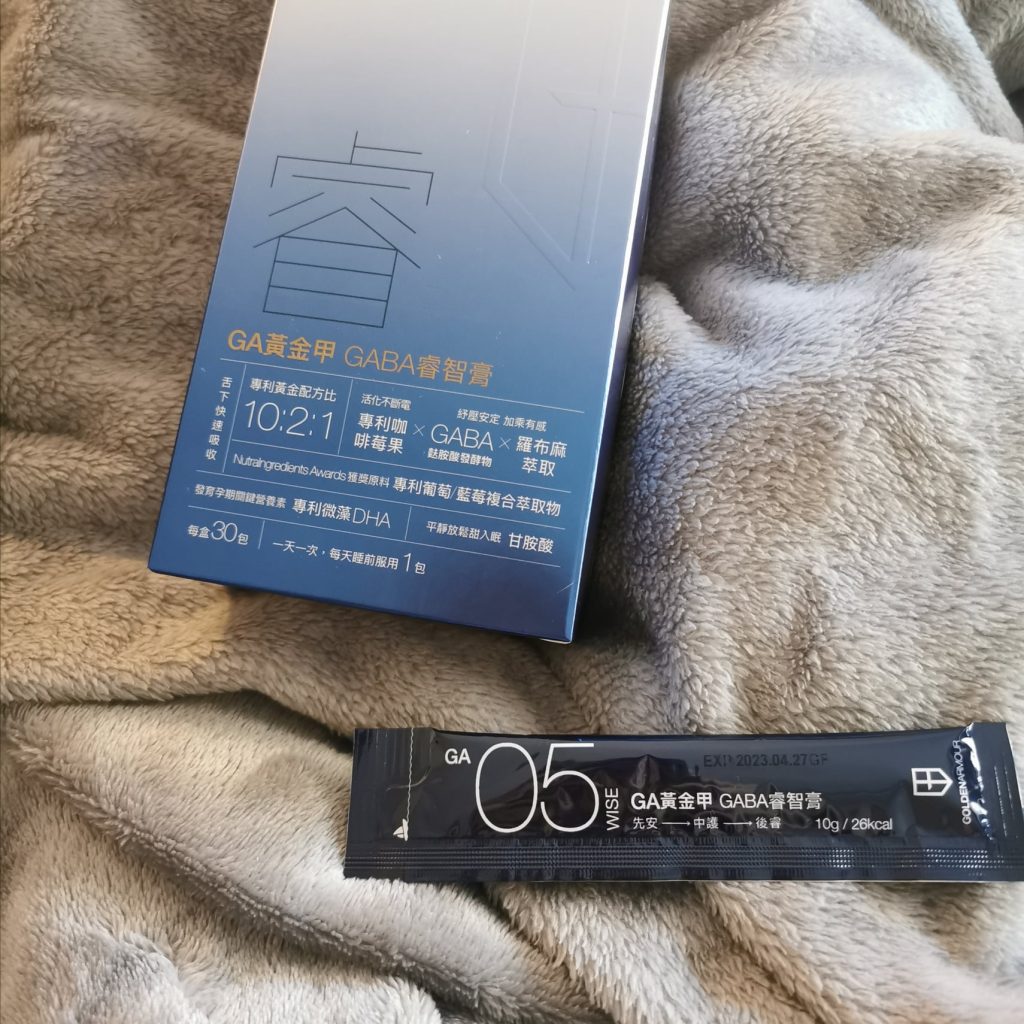 睿
GA黃金甲 GABA睿智膏
舌下快速吸收
專利黃金配方比
10:2:1
活化不斷電
專利咖
啡莓果
×
紓壓安定 加乘有感
GABA
麩胺酸發酵物
×
羅布麻
萃取
NutraIngredients Awards 獲獎原料 專利葡萄/藍莓複合萃取物
發育孕期關鍵營養素 專利微藻DHA
平靜放鬆甜入眠 甘胺酸
每盒30包
一天一次，每天睡前服用1包
GA
05
WISE
EXP 2023.04.27GF
GA黃金甲 GABA睿智膏
先安→中護→後睿 10g / 26kcal
GOLDENARMOUR